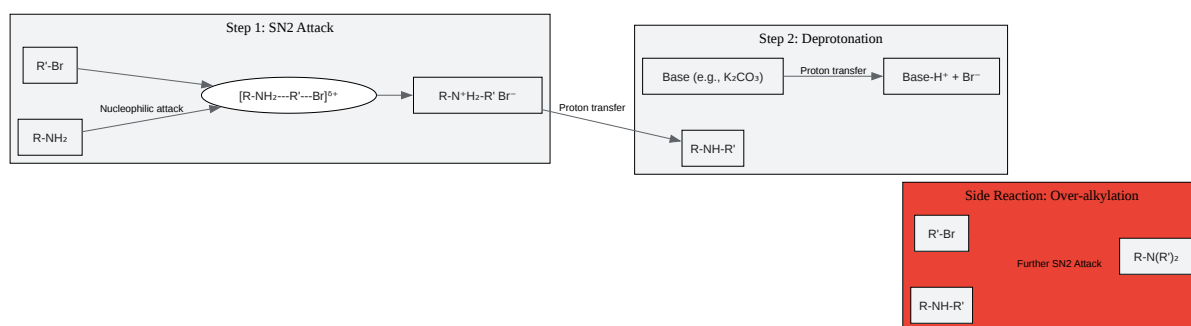 Step 1: SN2 Attack
R'-Br
Nucleophilic attack
R-NH₂
[R-NH₂---R'---Br]ᵟ⁺
R-N⁺H₂-R' Br⁻
Proton transfer
Step 2: Deprotonation
Base (e.g., K₂CO₃)
Proton transfer
Base-H⁺ + Br⁻
R-NH-R'
Side Reaction: Over-alkylation
R'-Br
Further SN2 Attack
R-N(R')₂
R-NH-R'